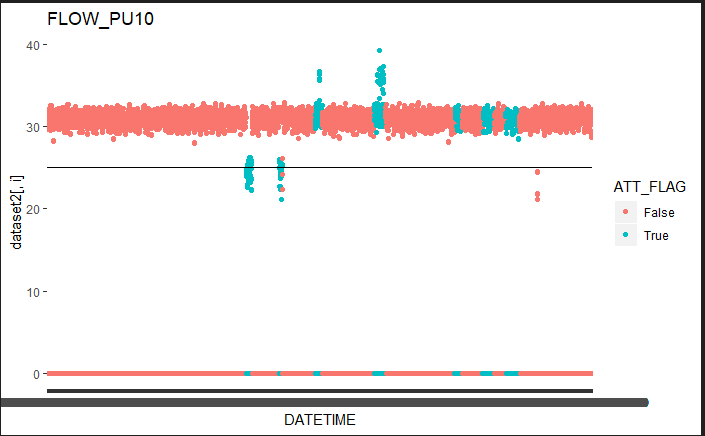 FLOW_PU10
40
30
20
10
0
dataset2[, i]
DATETIME
ATT_FLAG
False
True